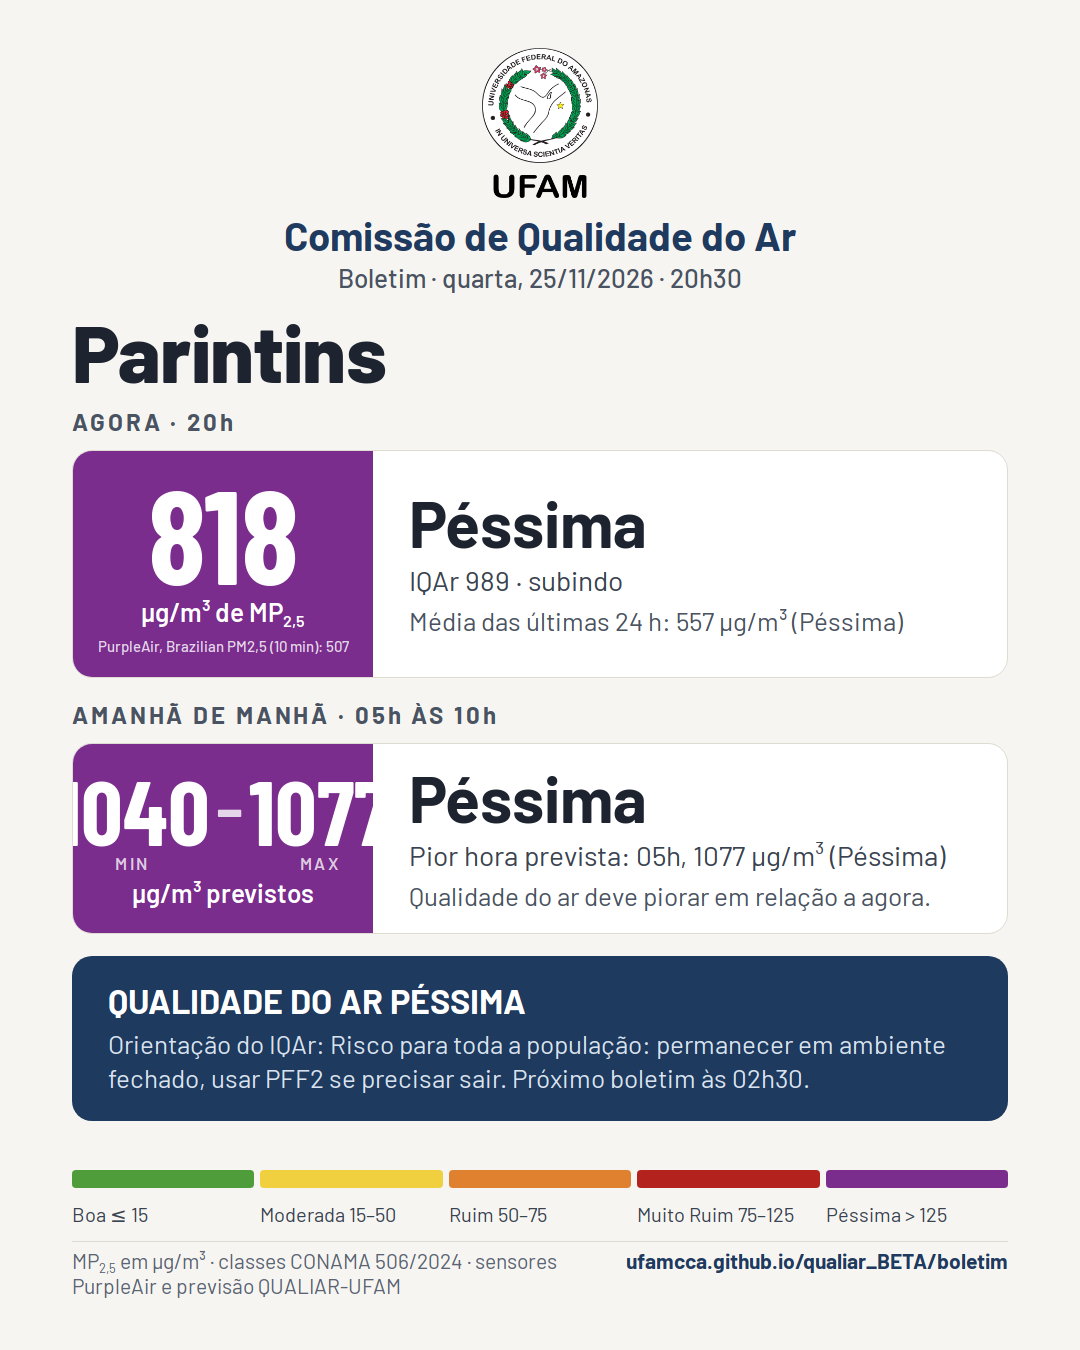 UNIVERSIDADE FEDERAL DO AMAZONAS
IN UNIVERSA SCIENTIA VERITAS
UFAM
Comissão de Qualidade do Ar
Boletim · quarta, 25/11/2026 · 20h30
Parintins
AGORA · 20h
818
µg/m³ de MP₂,₅
PurpleAir, Brazilian PM2,5 (10 min): 507
Péssima
IQAr 989 · subindo
Média das últimas 24 h: 557 µg/m³ (Péssima)
AMANHÃ DE MANHÃ · 05h ÀS 10h
1040 – 1077
MIN MAX
µg/m³ previstos
Péssima
Pior hora prevista: 05h, 1077 µg/m³ (Péssima)
Qualidade do ar deve piorar em relação a agora.
QUALIDADE DO AR PÉSSIMA
Orientação do IQAr: Risco para toda a população: permanecer em ambiente
fechado, usar PFF2 se precisar sair. Próximo boletim às 02h30.
Boa ≤ 15 Moderada 15–50 Ruim 50–75 Muito Ruim 75–125 Péssima > 125
MP₂,₅ em µg/m³ · classes CONAMA 506/2024 · sensores
PurpleAir e previsão QUALIAR-UFAM
ufamcca.github.io/qualiar_BETA/boletim